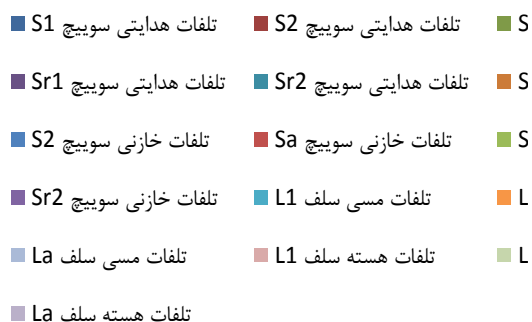 تلفات هدایتی سوییچ S1 تلفات هدایتی سوییچ S2 S
تلفات هدایتی سوییچ Sr1 تلفات هدایتی سوییچ Sr2 S
تلفات خازنی سوییچ S2 تلفات خازنی سوییچ Sa S
تلفات خازنی سوییچ Sr2 تلفات مسی سلف L1 L
تلفات مسی سلف La تلفات هسته سلف L1 L
تلفات هسته سلف La